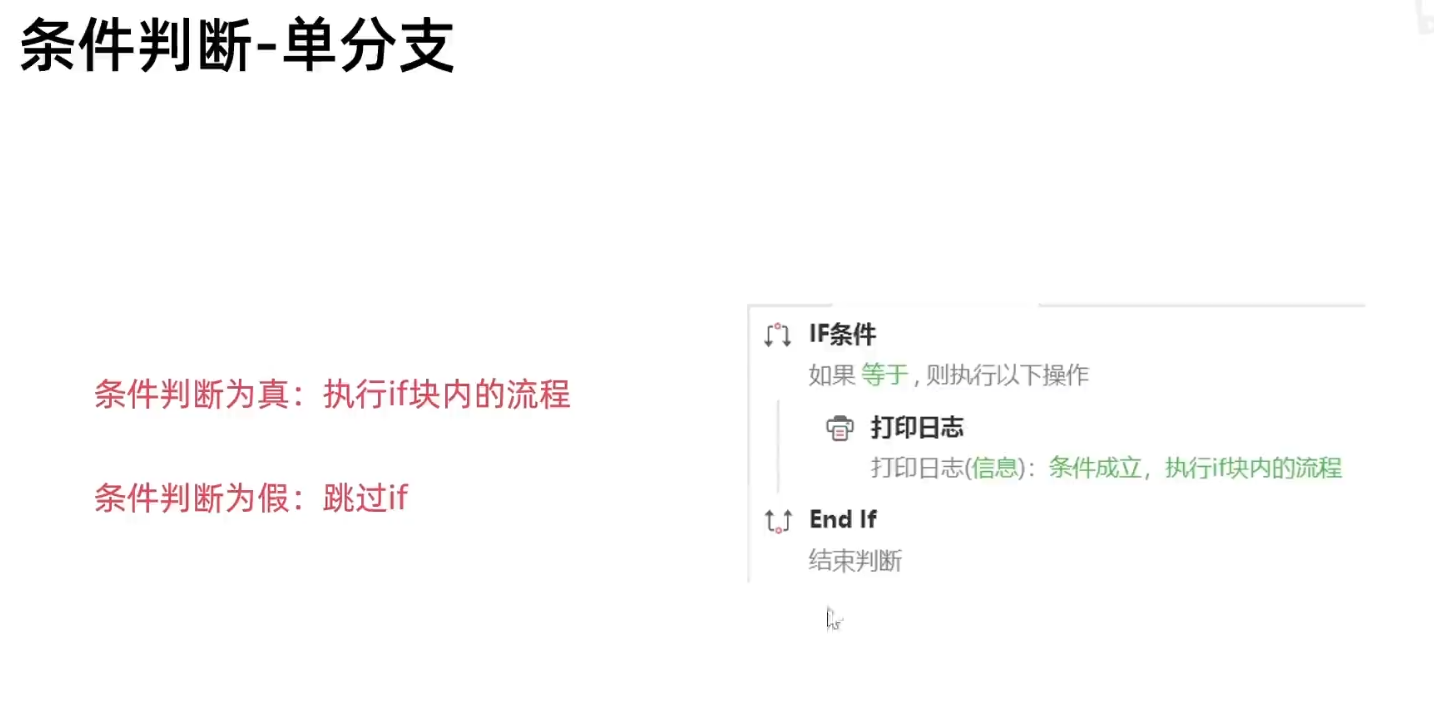 条件判断-单分支
条件判断为真：执行if块内的流程
条件判断为假：跳过if
IF条件
如果 等于 , 则执行以下操作
打印日志
打印日志(信息)：条件成立，执行if块内的流程
End If
结束判断